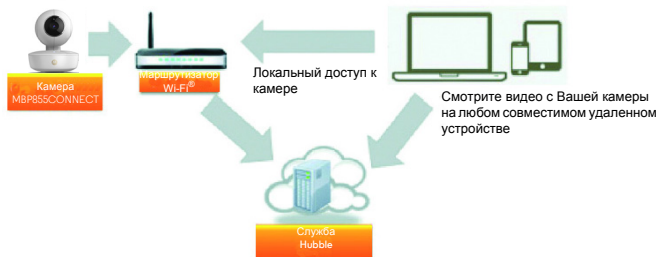 Камера
MBP855CONNECT
Маршрутизатор
Wi-Fi®
Локальный доступ к
камере
Смотрите видео с Вашей камеры
на любом совместимом удаленном
устройстве
Служба
Hubble